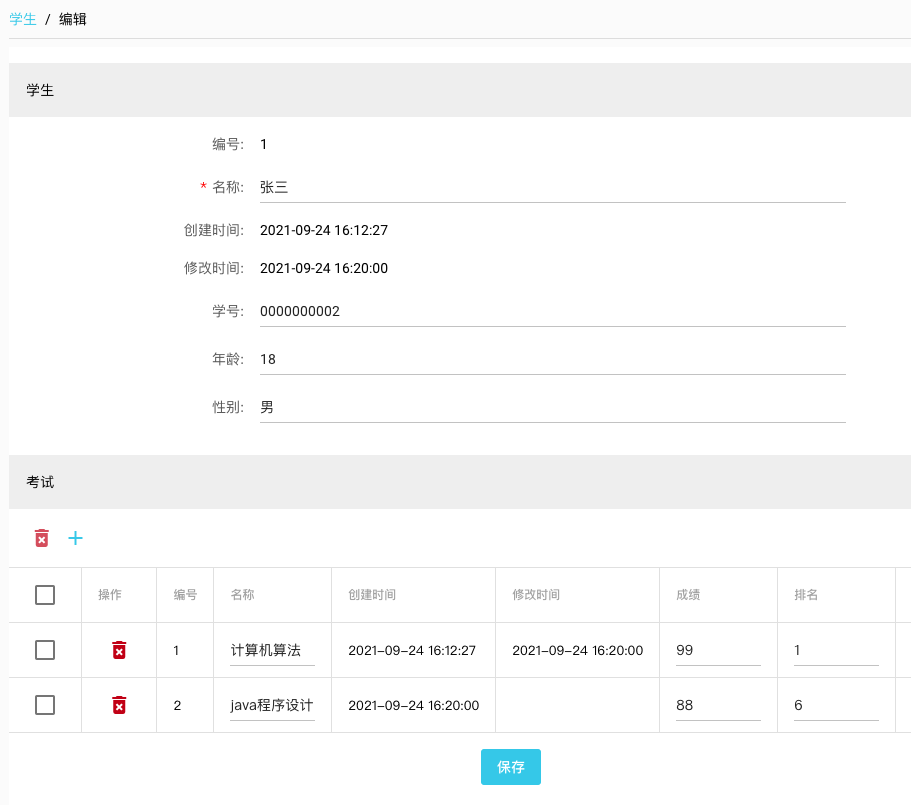 学生 / 编辑
学生
编号: 1
* 名称: 张三
创建时间: 2021-09-24 16:12:27
修改时间: 2021-09-24 16:20:00
学号: 0000000002
年龄: 18
性别: 男
考试
操作 编号 名称 创建时间 修改时间 成绩 排名
1 计算机算法 2021-09-24 16:12:27 2021-09-24 16:20:00 99 1
2 java程序设计 2021-09-24 16:20:00 88 6
保存